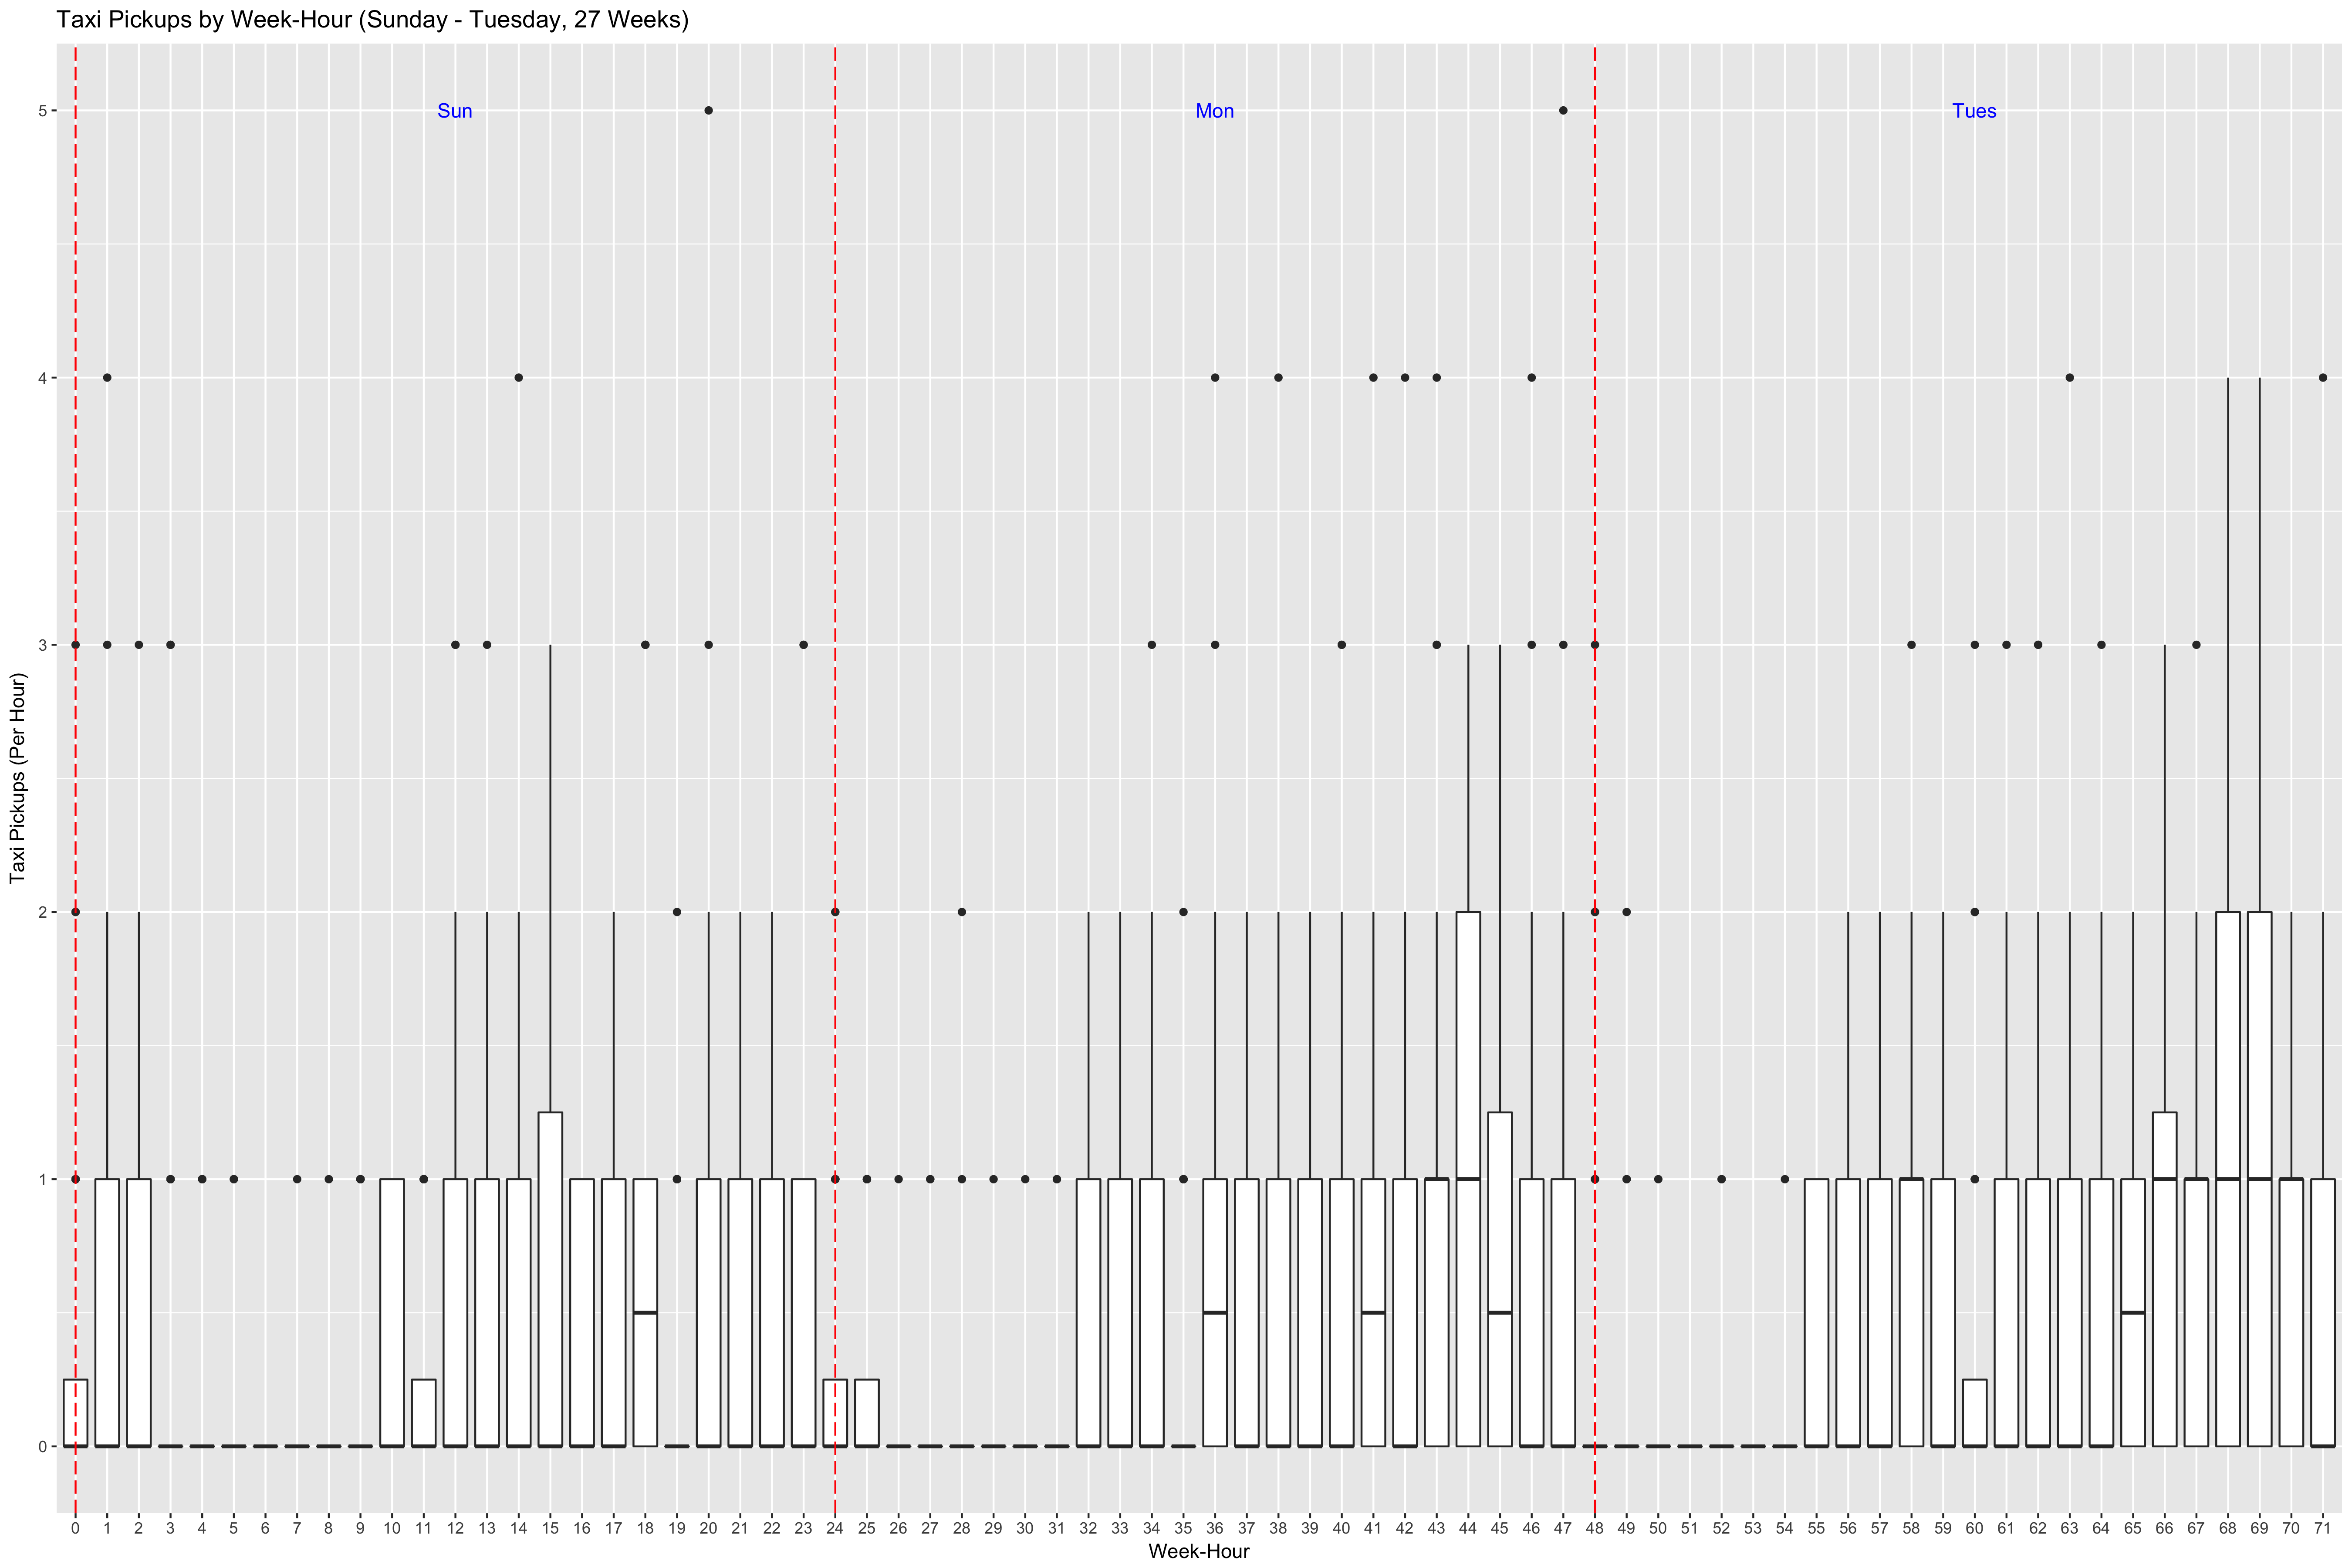 Taxi Pickups by Week-Hour (Sunday - Tuesday, 27 Weeks)
Taxi Pickups (Per Hour)
5
4
3
2
1
0
Sun Mon Tues
0 1 2 3 4 5 6 7 8 9 10 11 12 13 14 15 16 17 18 19 20 21 22 23 24 25 26 27 28 29 30 31 32 33 34 35 36 37 38 39 40 41 42 43 44 45 46 47 48 49 50 51 52 53 54 55 56 57 58 59 60 61 62 63 64 65 66 67 68 69 70 71
Week-Hour